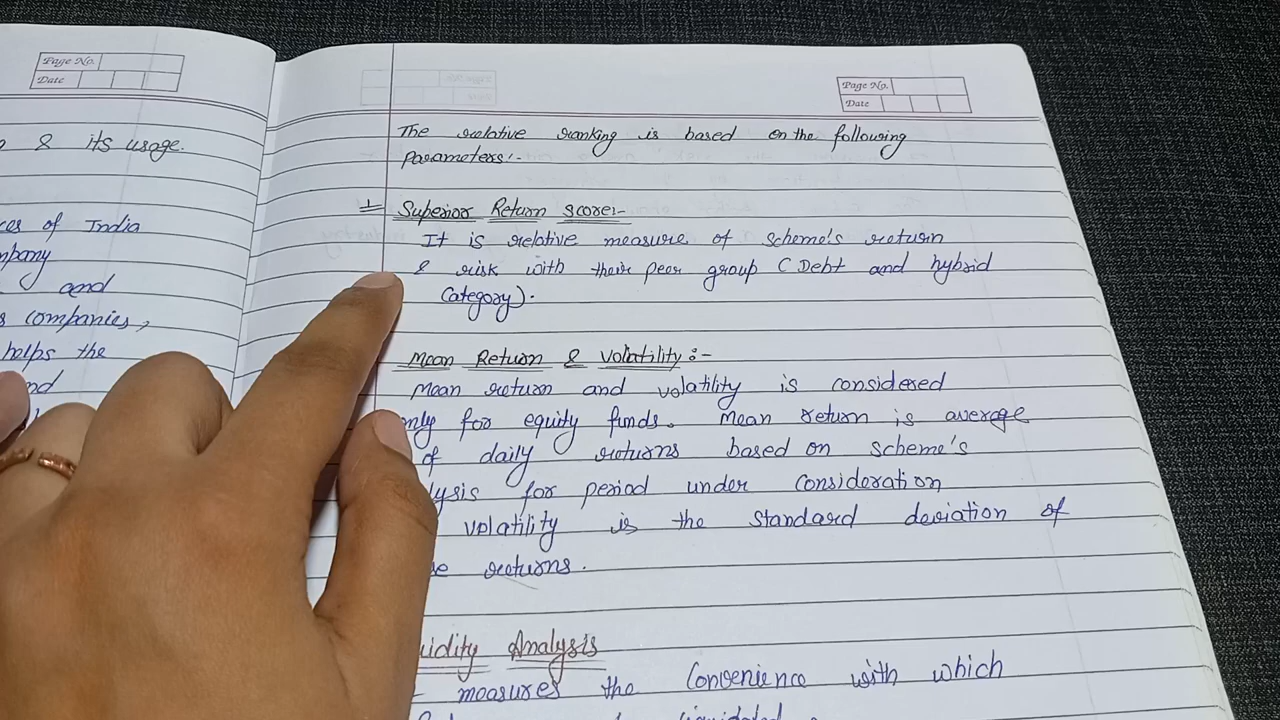 Page No.
Date
& its usage.
of India
and
companies,
helps the
Page No.
Date
The relative ranking is based on the following
Parameters:-
1 Superior Return score:-
It is relative measure of scheme's return
& risk with their peer group (Debt and hybrid
Category).
Mean Return & Volatility:-
Mean return and volatility is considered
for equity funds. Mean return is average
of daily returns based on scheme's
for period under consideration
volatility is the standard deviation of
returns.
Analysis
measures the convenience with which